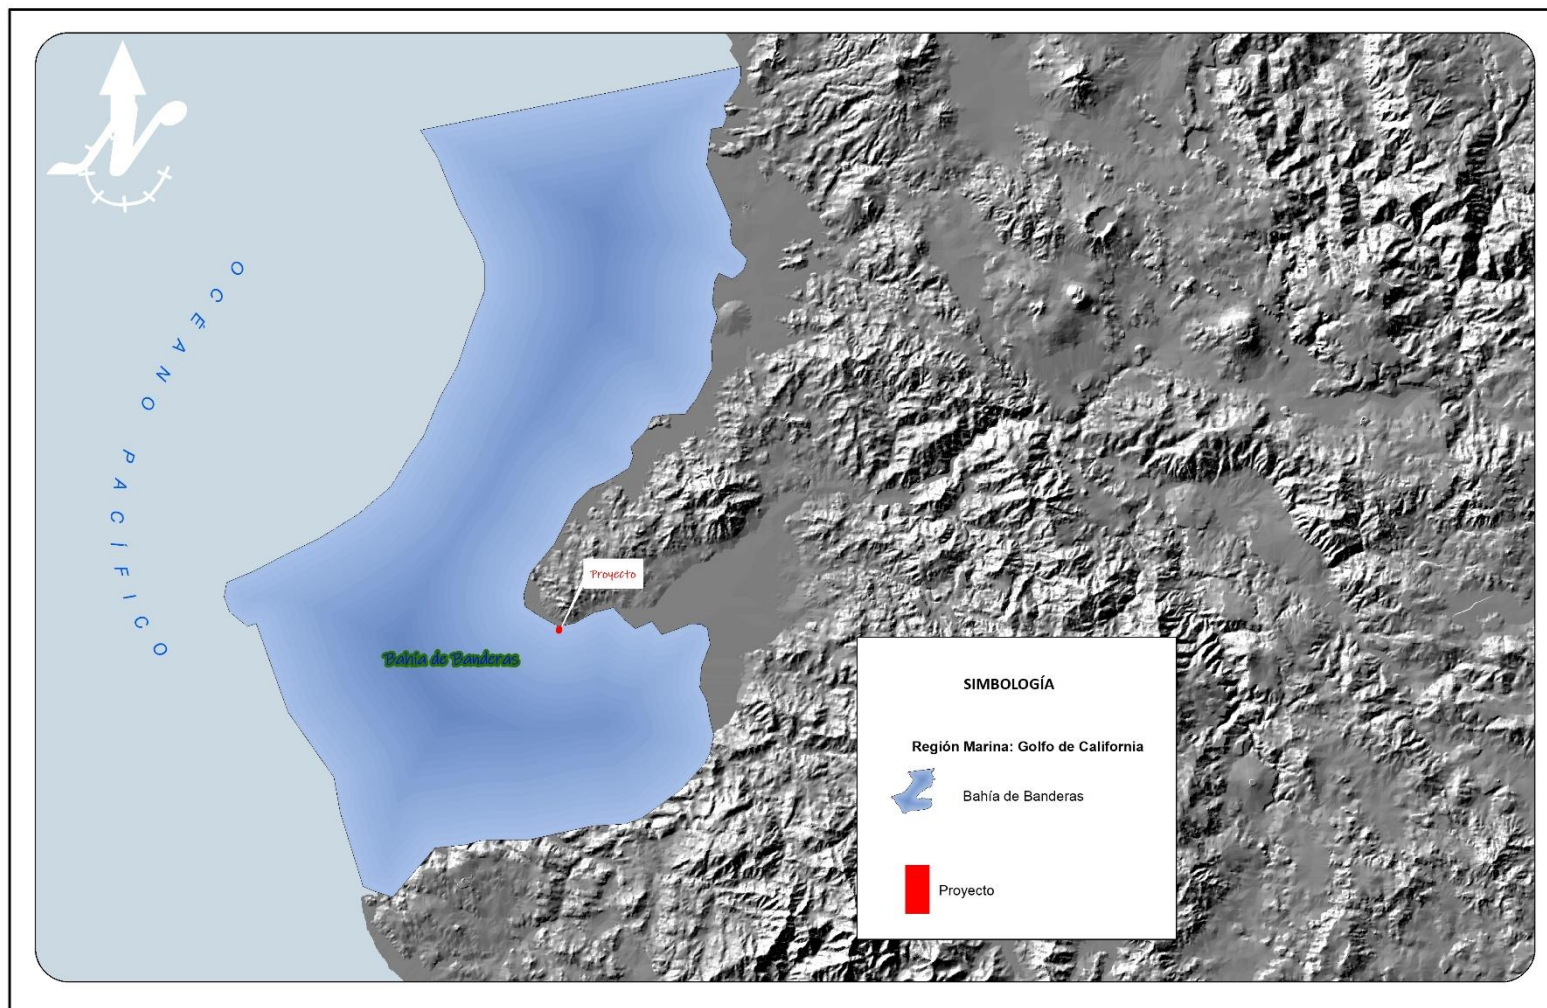 OCÉANO PACÍFICO
Proyecto
Bahía de Banderas
SIMBOLOGÍA
Región Marina: Golfo de California
Bahía de Banderas
Proyecto